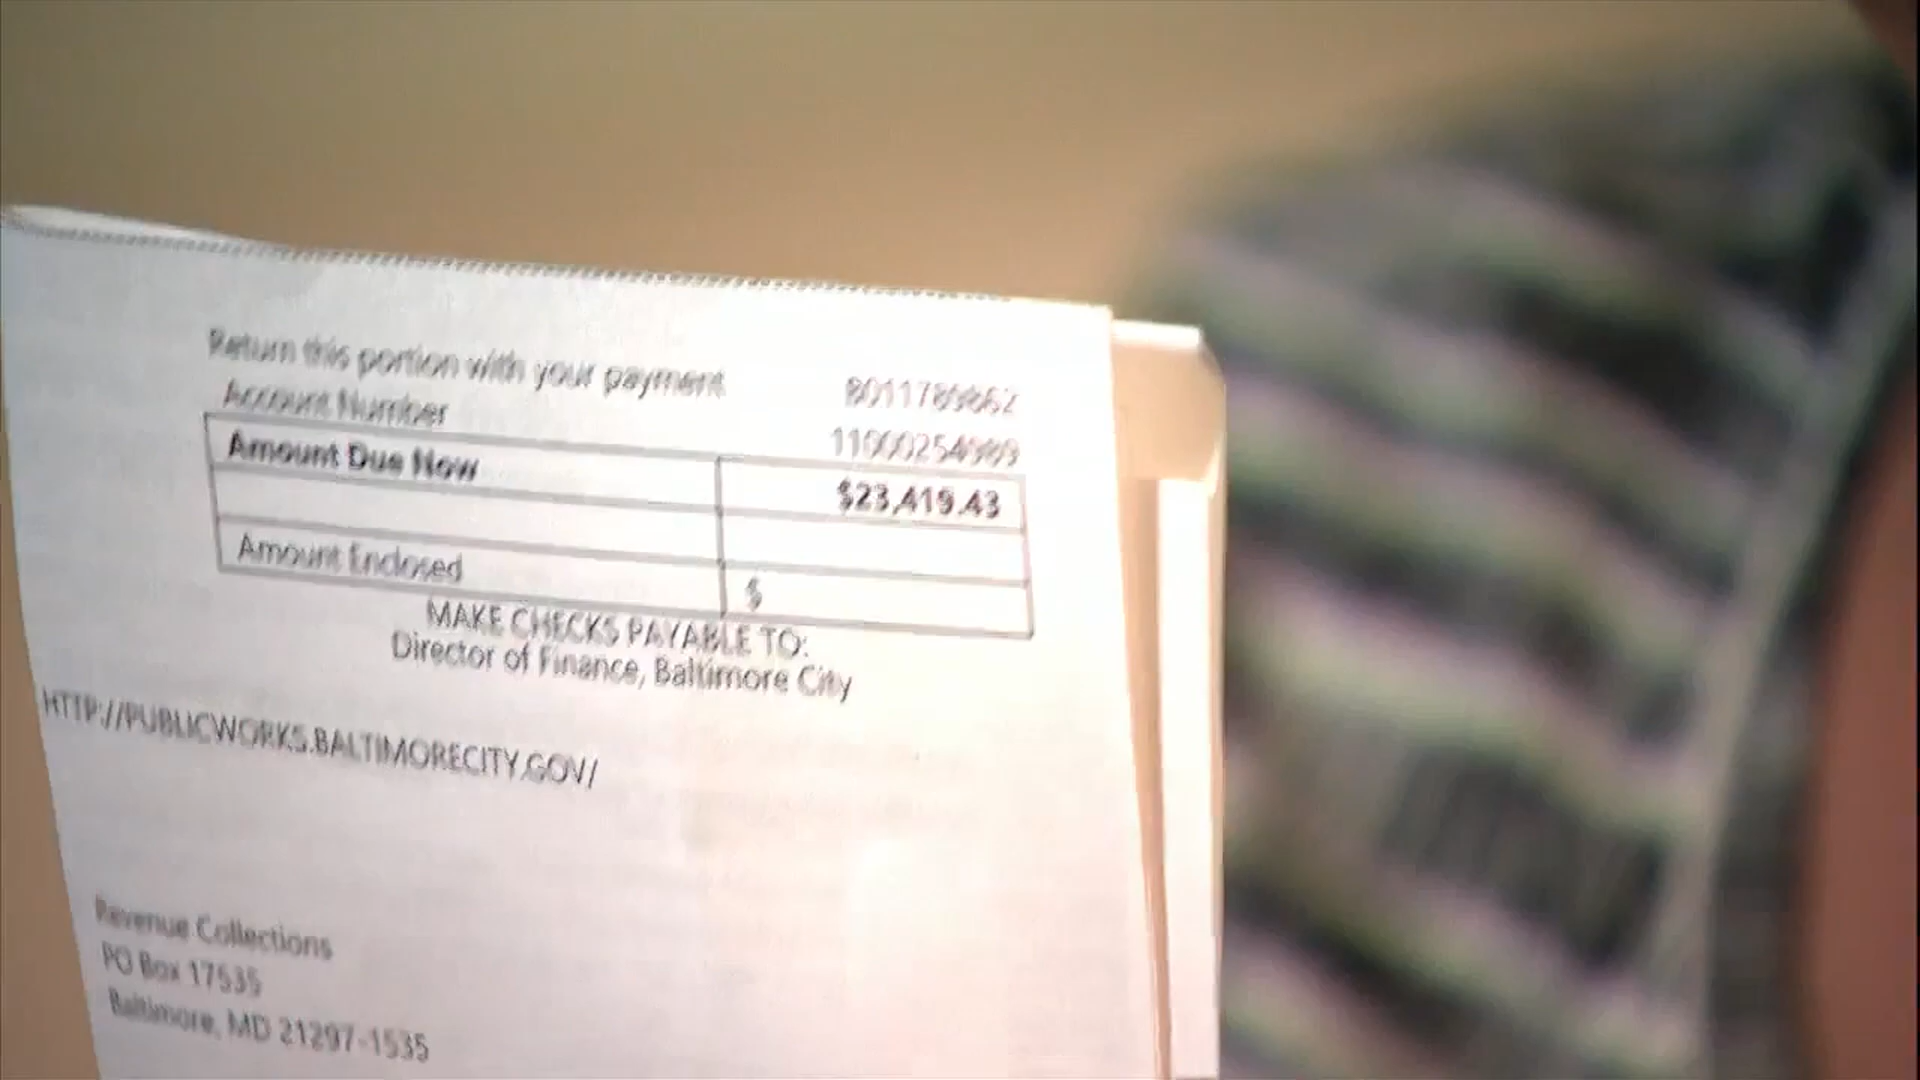 Return this portion with your payment
Account Number
11000254989
Amount Due Now $23,419.43
Amount Enclosed $
MAKE CHECKS PAYABLE TO:
Director of Finance, Baltimore City
HTTP://PUBLICWORKS.BALTIMORECITY.GOV/
Revenue Collections
PO Box 17535
Baltimore, MD 21297-1535